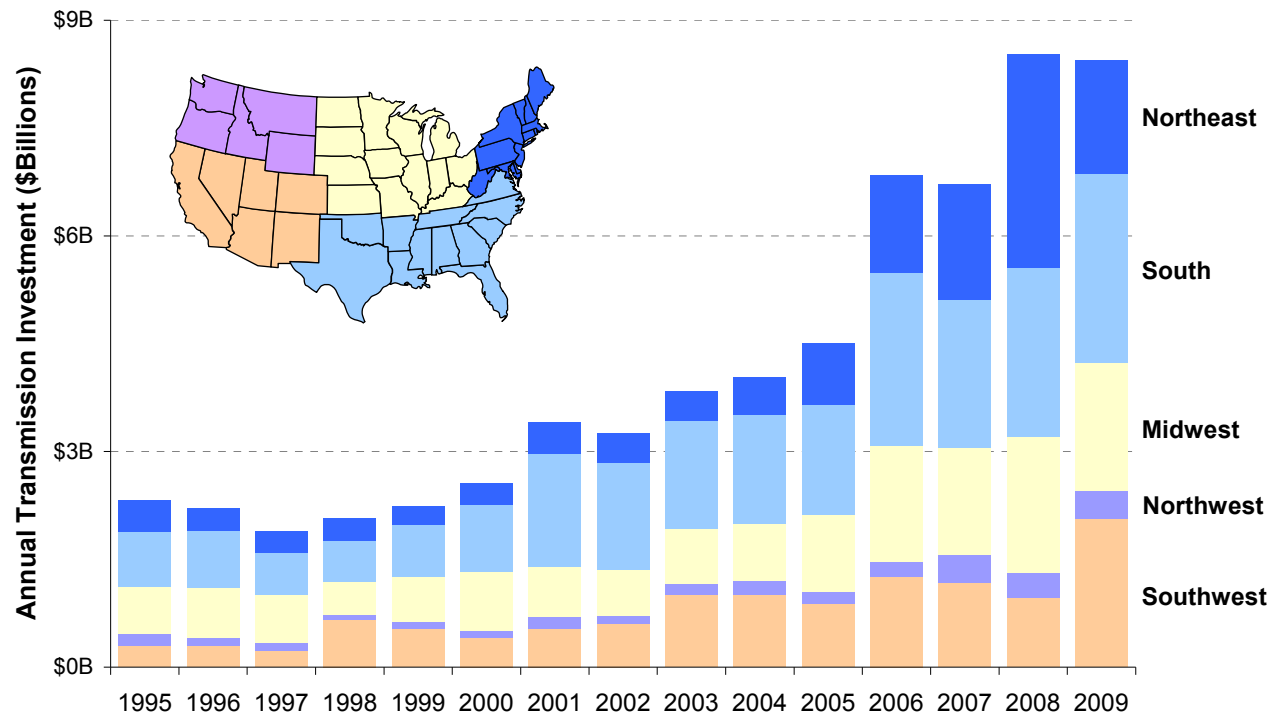 Annual Transmission Investment ($Billions)
$9B
$6B
$3B
$0B
Northeast
South
Midwest
Northwest
Southwest
1995 1996 1997 1998 1999 2000 2001 2002 2003 2004 2005 2006 2007 2008 2009